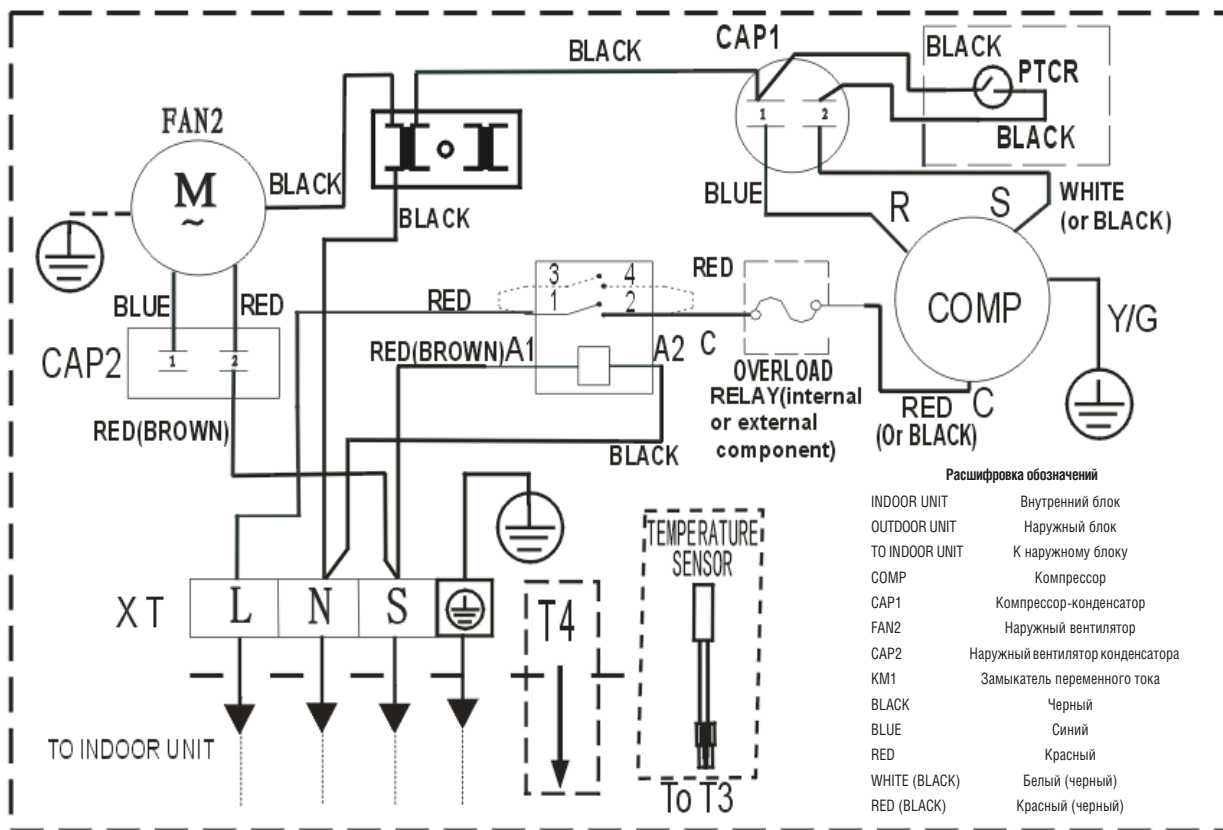 CAP1
BLACK
BLACK
PTCR
1
2
BLACK
FAN2
M
~
BLACK
BLACK
BLUE
R
S
WHITE
(or BLACK)
BLUE
RED
RED
3
4
1
2
RED
COMP
Y/G
CAP2
1
2
RED(BROWN)
A1
A2
C
OVERLOAD
RELAY(internal
or external
component)
RED
C
(Or BLACK)
RED(BROWN)
BLACK
Расшифровка обозначений
INDOOR UNIT Внутренний блок
OUTDOOR UNIT Наружный блок
TO INDOOR UNIT К наружному блоку
COMP Компрессор
CAP1 Компрессор-конденсатор
FAN2 Наружный вентилятор
CAP2 Наружный вентилятор конденсатора
KM1 Замыкатель переменного тока
BLACK Черный
BLUE Синий
RED Красный
WHITE (BLACK) Белый (черный)
RED (BLACK) Красный (черный)
TEMPERATURE
SENSOR
To T3
XT
L
N
S
T4
TO INDOOR UNIT